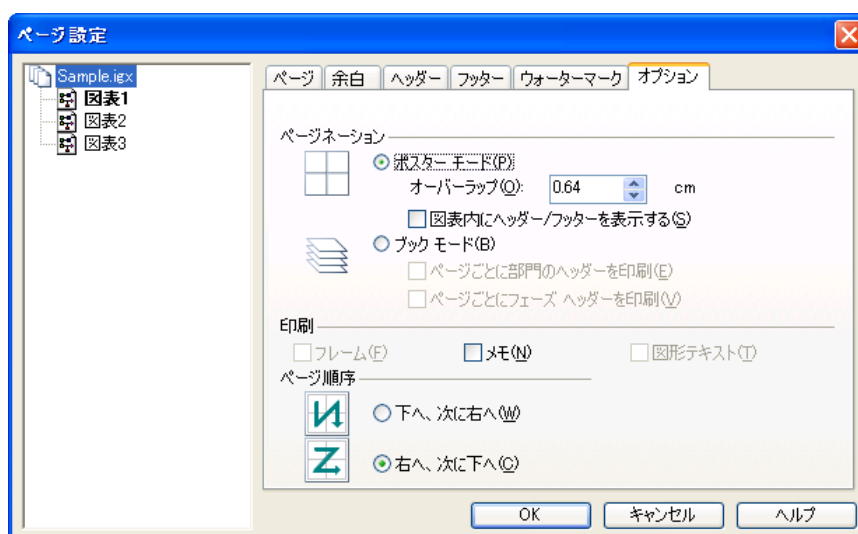 ページ設定
Sample.igx
図表1
図表2
図表3
ページ 余白 ヘッダー フッター ウォーターマーク オプション
ページネーション
ポスター モード(P)
オーバーラップ(O): 0.64 cm
図表内にヘッダー/フッターを表示する(S)
ブック モード(B)
ページごとに部門のヘッダーを印刷(E)
ページごとにフェーズ ヘッダーを印刷(V)
印刷
フレーム(F) メモ(N) 図形テキスト(T)
ページ順序
下へ、次に右へ(W)
右へ、次に下へ(C)
OK キャンセル ヘルプ